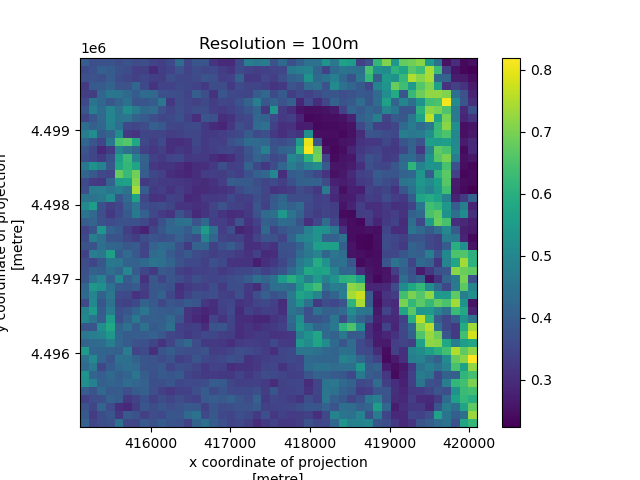 Resolution = 100m
1e6
4.499
4.498
4.497
4.496
y coordinate of projection
[metre]
416000 417000 418000 419000 420000
x coordinate of projection
[metre]
0.8
0.7
0.6
0.5
0.4
0.3